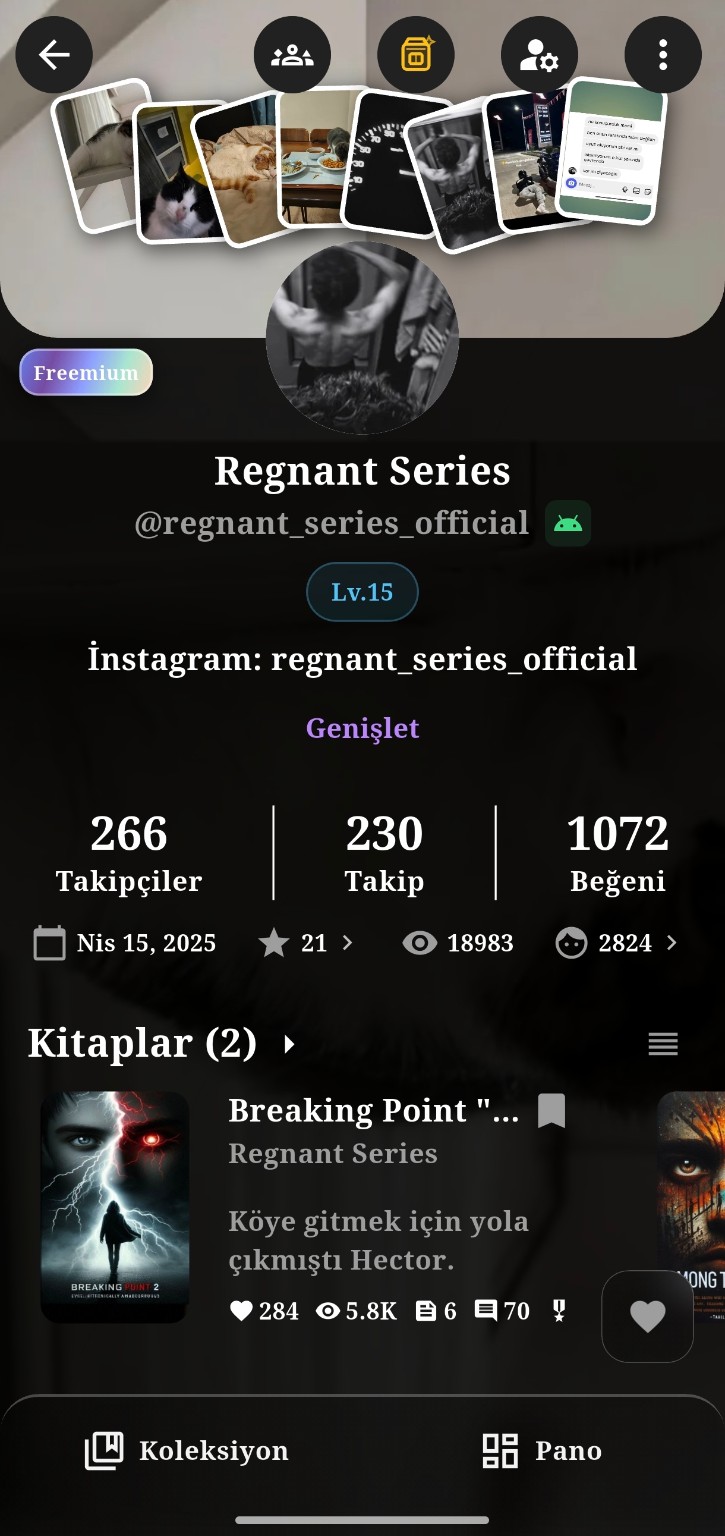 Freemium
Regnant Series
@regnant_series_official
Lv.15
İnstagram: regnant_series_official
Genişlet
266
Takipçiler
230
Takip
1072
Beğeni
Nis 15, 2025
21
18983
2824
Kitaplar (2)
Breaking Point "...
Regnant Series
Köye gitmek için yola
çıkmıştı Hector.
284
5.8K
6
70
BREAKING POINT 2
MONG T
Koleksiyon
Pano